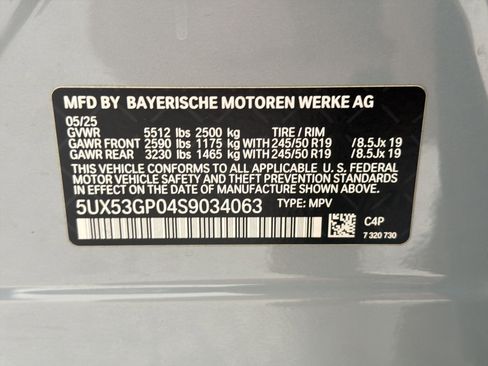 MFD BY BAYERISCHE MOTOREN WERKE AG
05/25
GVWR 5512 lbs 2500 kg TIRE / RIM
GAWR FRONT 2590 lbs 1175 kg WITH 245/50 R19 /8.5Jx 19
GAWR REAR 3230 lbs 1465 kg WITH 245/50 R19 /8.5Jx 19
THIS VEHICLE CONFORMS TO ALL APPLICABLE U. S. FEDERAL
MOTOR VEHICLE SAFETY AND THEFT PREVENTION STANDARDS
IN EFFECT ON THE DATE OF MANUFACTURE SHOWN ABOVE.
5UX53GP04S9034063 TYPE: MPV
C4P
7 320 730